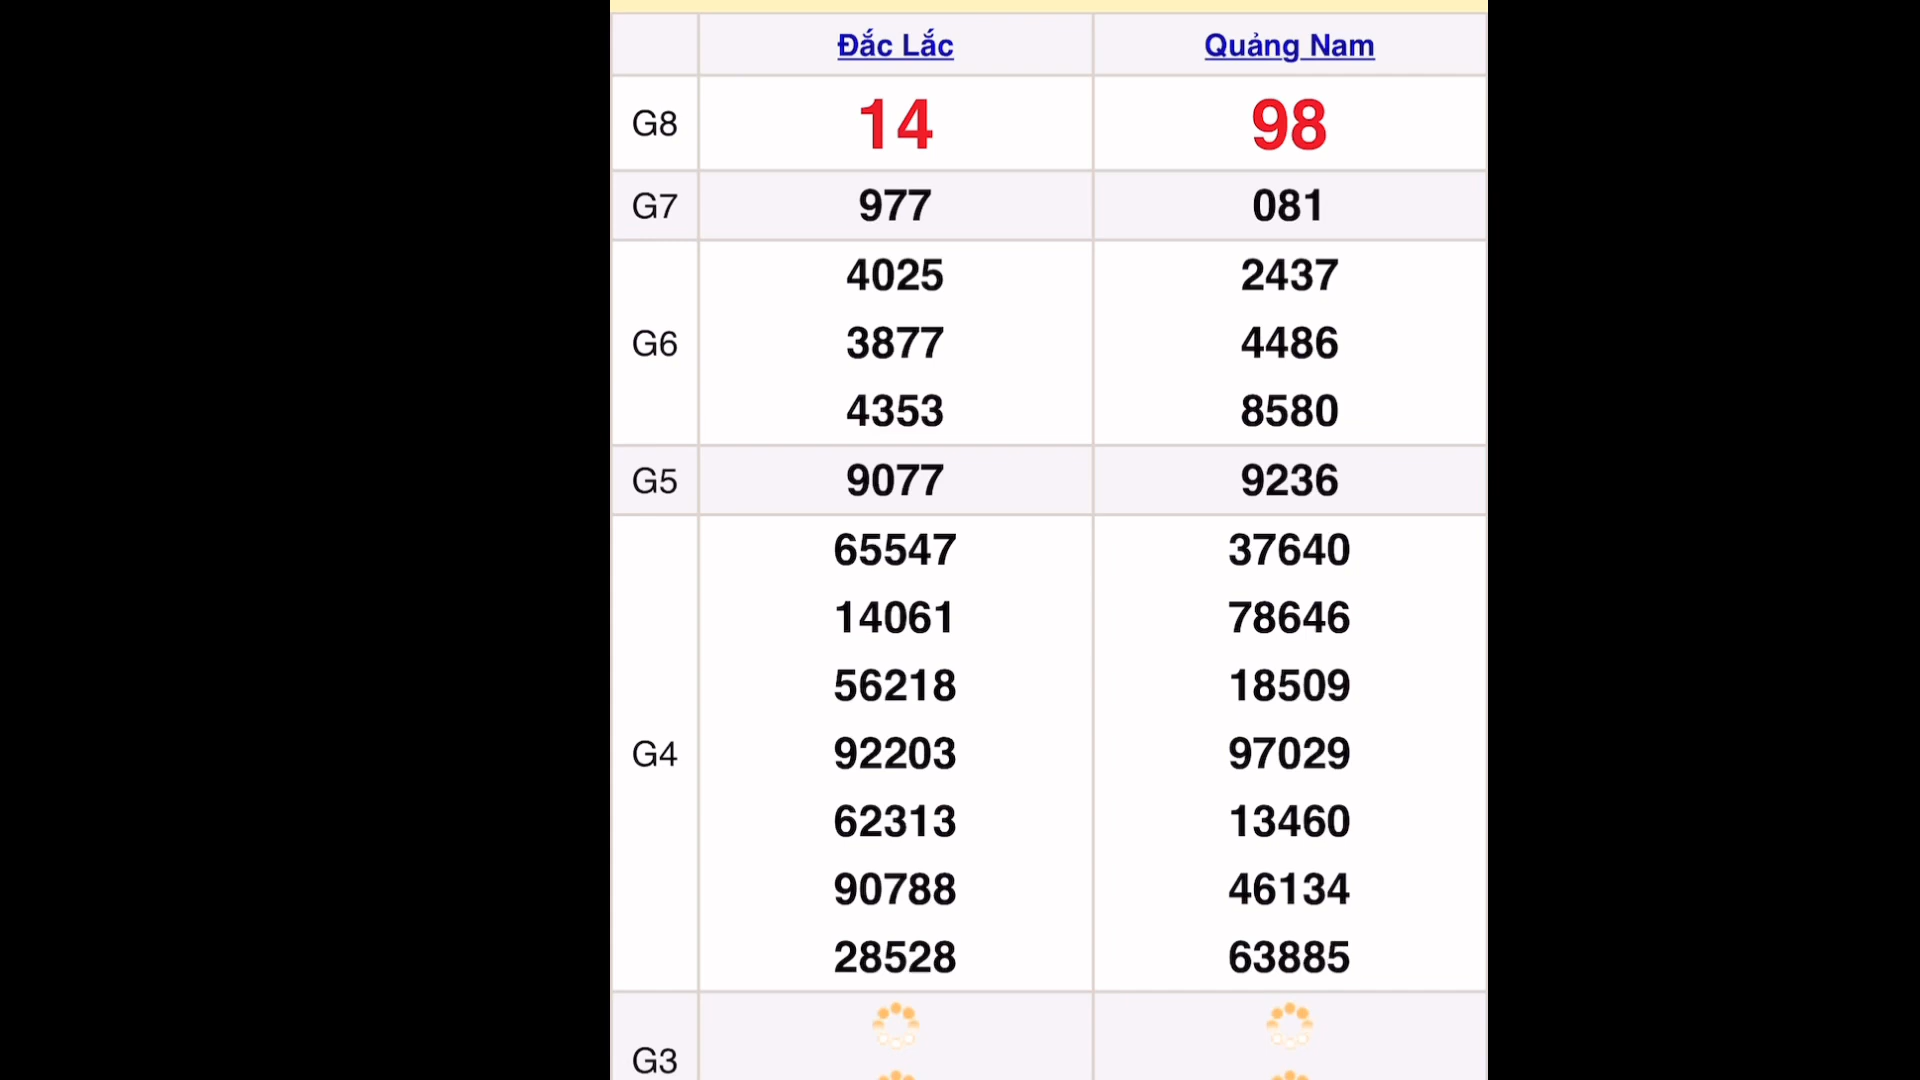 Đắc Lắc Quảng Nam
G8 14 98
G7 977 081
4025 2437
G6 3877 4486
4353 8580
G5 9077 9236
65547 37640
14061 78646
56218 18509
G4 92203 97029
62313 13460
90788 46134
28528 63885
G3